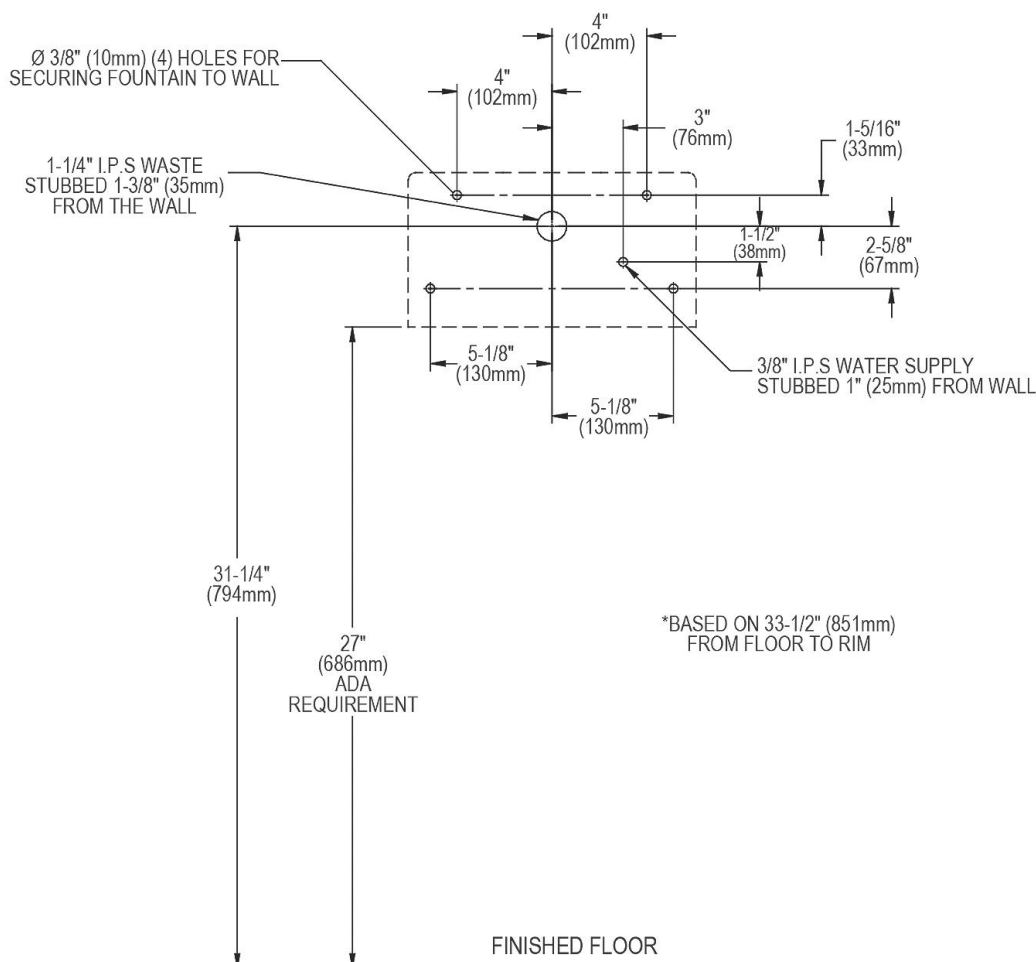 4"
(102mm)
Ø 3/8" (10mm) (4) HOLES FOR
SECURING FOUNTAIN TO WALL
4"
(102mm)
3"
(76mm)
1-5/16"
(33mm)
1-1/4" I.P.S WASTE
STUBBED 1-3/8" (35mm)
FROM THE WALL
1-1/2"
(38mm)
2-5/8"
(67mm)
5-1/8"
(130mm)
3/8" I.P.S WATER SUPPLY
STUBBED 1" (25mm) FROM WALL
5-1/8"
(130mm)
31-1/4"
(794mm)
27"
(686mm)
ADA
REQUIREMENT
*BASED ON 33-1/2" (851mm)
FROM FLOOR TO RIM
FINISHED FLOOR